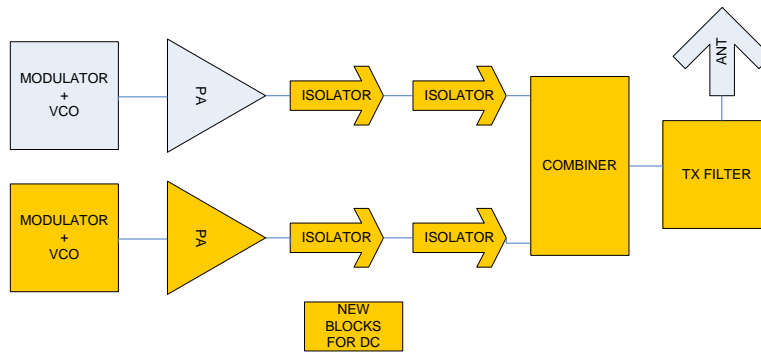 MODULATOR
+
VCO
PA
ISOLATOR
ISOLATOR
COMBINER
TX FILTER
ANT
MODULATOR
+
VCO
PA
ISOLATOR
ISOLATOR
NEW
BLOCKS
FOR DC